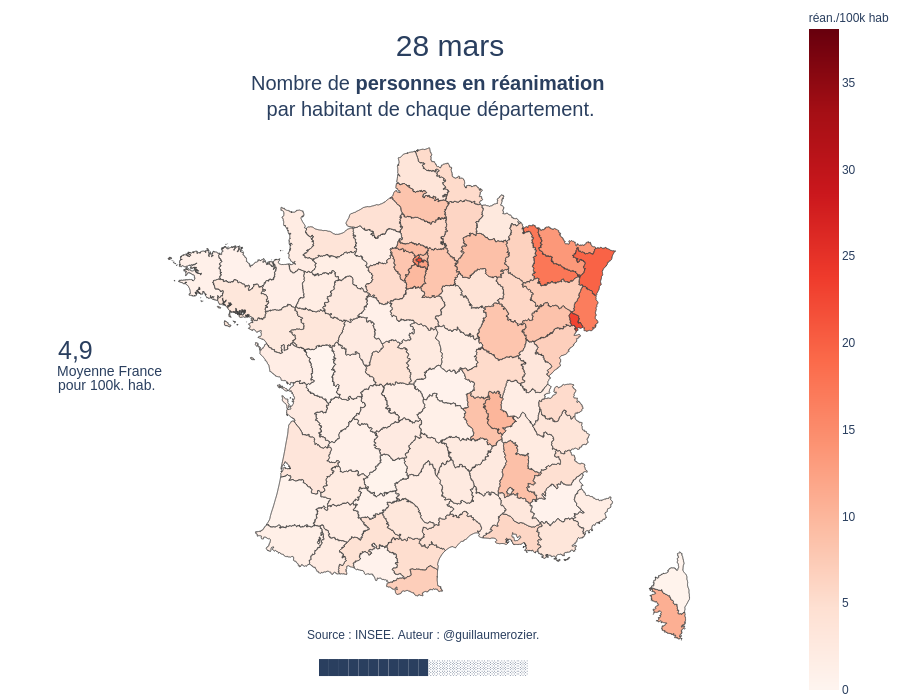 réan./100k hab
28 mars
Nombre de personnes en réanimation
par habitant de chaque département.
35
30
25
20
15
10
5
0
4,9
Moyenne France
pour 100k. hab.
Source : INSEE. Auteur : @guillaumerozier.